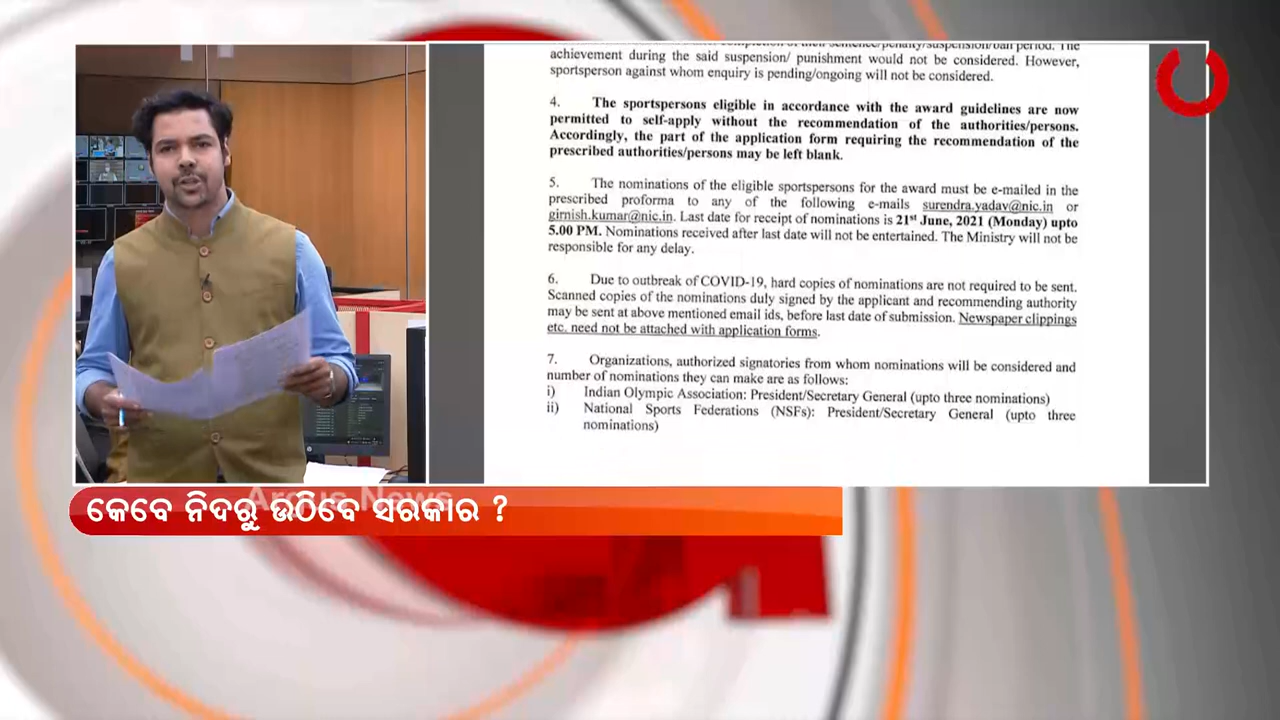 achievement during the said suspension/ punishment would not be considered. However,
sportsperson against whom enquiry is pending/ongoing will not be considered.
4. The sportspersons eligible in accordance with the award guidelines are now
permitted to self-apply without the recommendation of the authorities/persons.
Accordingly, the part of the application form requiring the recommendation of the
prescribed authorities/persons may be left blank.
5. The nominations of the eligible sportspersons for the award must be e-mailed in the
prescribed proforma to any of the following e-mails surendra.yadav@nic.in or
girnish.kumar@nic.in. Last date for receipt of nominations is 21st June, 2021 (Monday) upto
5.00 PM. Nominations received after last date will not be entertained. The Ministry will not be
responsible for any delay.
6. Due to outbreak of COVID-19, hard copies of nominations are not required to be sent.
Scanned copies of the nominations duly signed by the applicant and recommending authority
may be sent at above mentioned email ids, before last date of submission. Newspaper clippings
etc. need not be attached with application forms.
7. Organizations, authorized signatories from whom nominations will be considered and
number of nominations they can make are as follows:
i) Indian Olympic Association: President/Secretary General (upto three nominations)
ii) National Sports Federations (NSFs): President/Secretary General (upto three
nominations)
Argus News
କେବେ ନିଦରୁ ଉଠିବେ ସରକାର ?